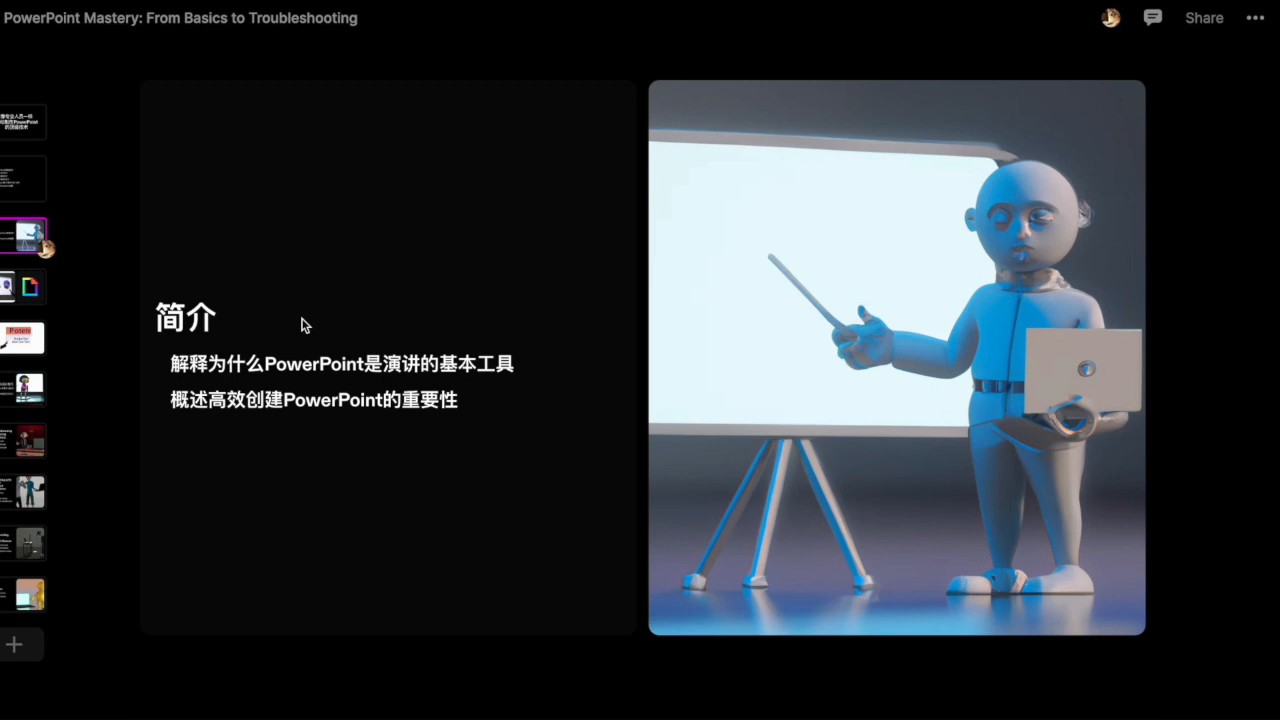 PowerPoint Mastery: From Basics to Troubleshooting
Share
简介
解释为什么PowerPoint是演讲的基本工具
概述高效创建PowerPoint的重要性